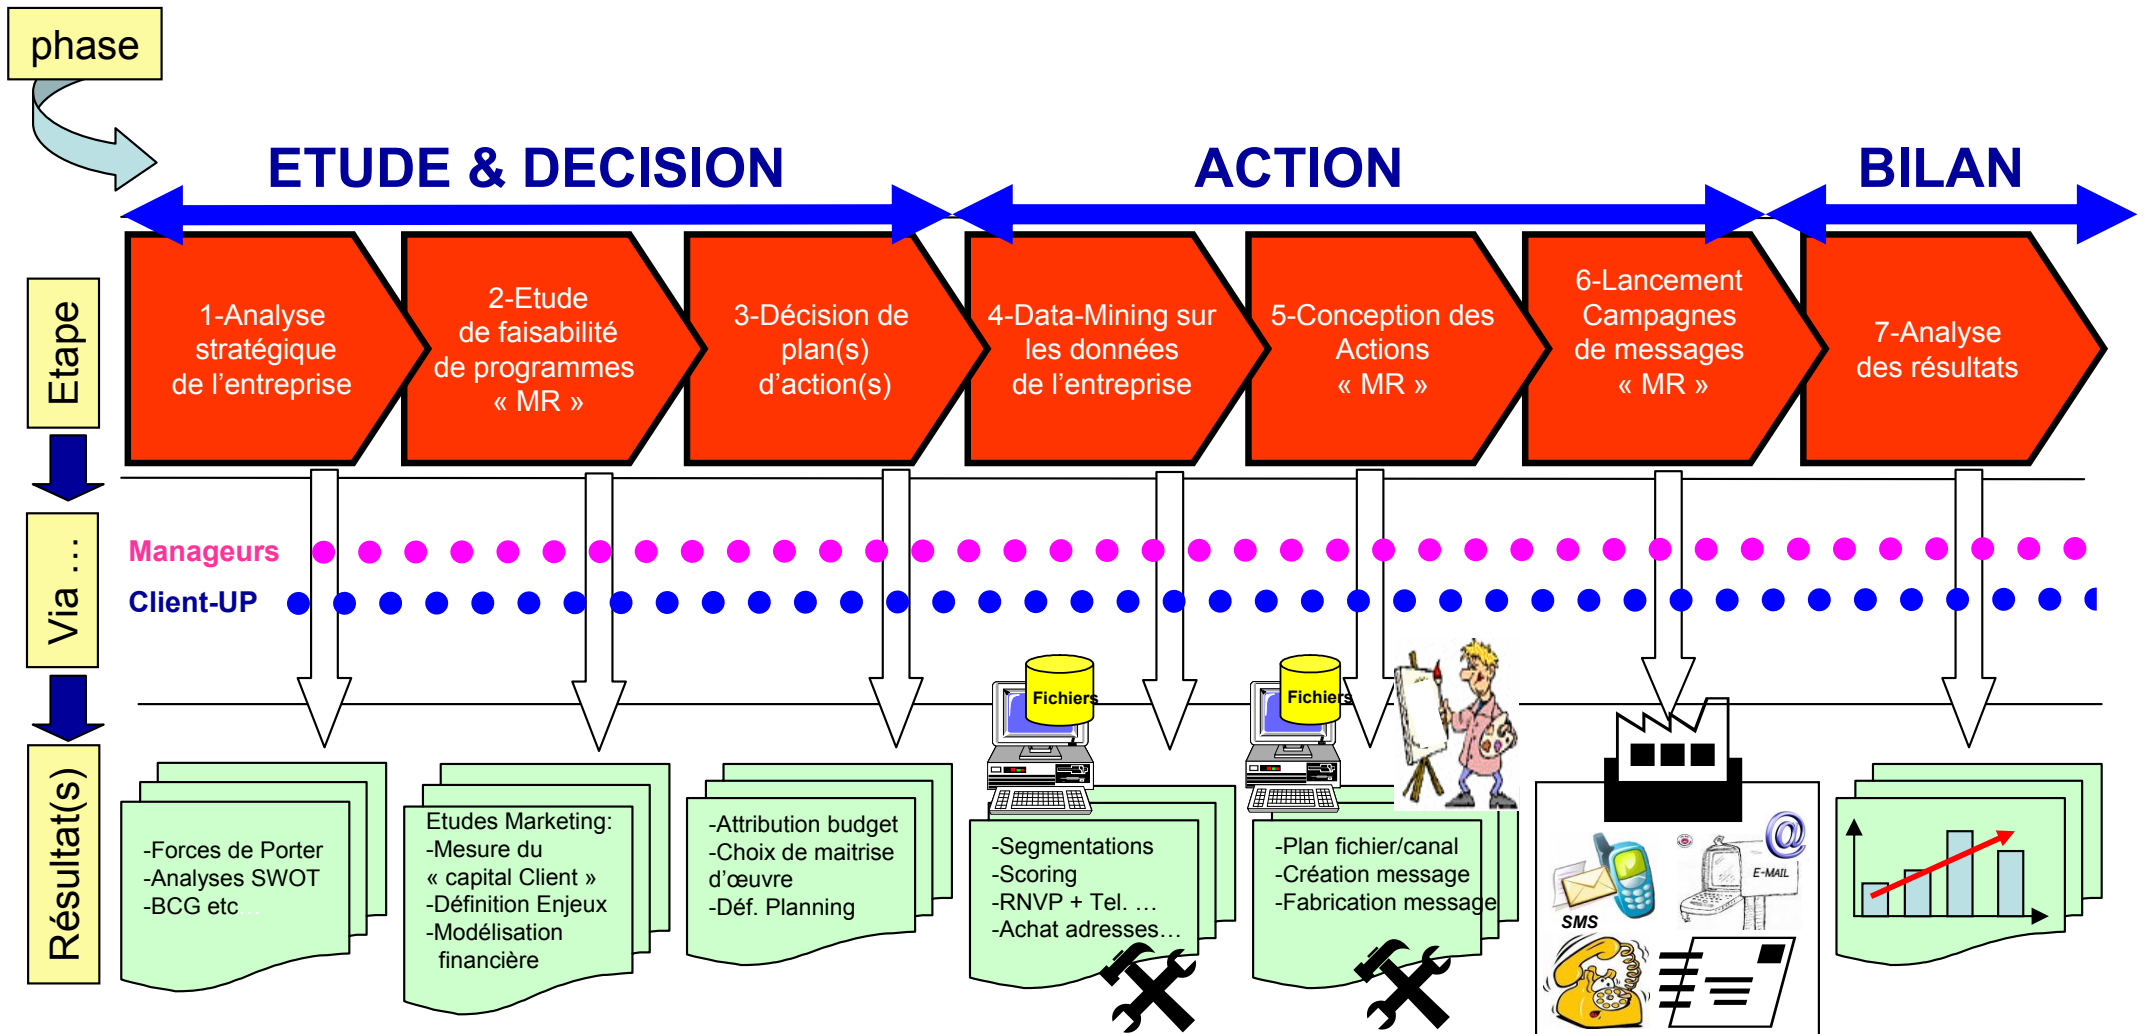 phase
ETUDE & DECISION
ACTION
BILAN
Etape
1-Analyse
stratégique
de l'entreprise
2-Etude
de faisabilité
de programmes
« MR »
3-Décision de
plan(s)
d'action(s)
4-Data-Mining sur
les données
de l'entreprise
5-Conception des
Actions
« MR »
6-Lancement
Campagnes
de messages
« MR »
7-Analyse
des résultats
Via …
Manageurs
Client-UP
Fichiers
Fichiers
Résultat(s)
-Forces de Porter
-Analyses SWOT
-BCG etc…
Etudes Marketing:
-Mesure du
« capital Client »
-Définition Enjeux
-Modélisation
financière
-Attribution budget
-Choix de maitrise
d'œuvre
-Déf. Planning
-Segmentations
-Scoring
-RNVP + Tel. …
-Achat adresses…
-Plan fichier/canal
-Création message
-Fabrication message
@
E-MAIL
SMS